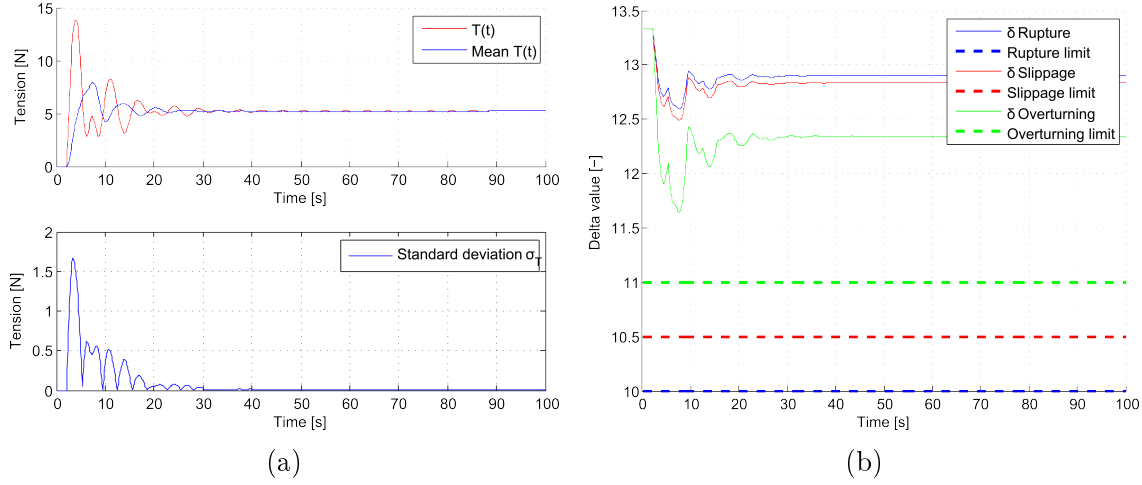 15
10
5
0
Tension [N]
T(t)
Mean T(t)
0 10 20 30 40 50 60 70 80 90 100
Time [s]
2
1.5
1
0.5
0
Tension [N]
Standard deviation σT
0 10 20 30 40 50 60 70 80 90 100
Time [s]
(a)
13.5
13
12.5
12
11.5
11
10.5
10
Delta value [−]
δ Rupture
Rupture limit
δ Slippage
Slippage limit
δ Overturning
Overturning limit
0 10 20 30 40 50 60 70 80 90 100
Time [s]
(b)